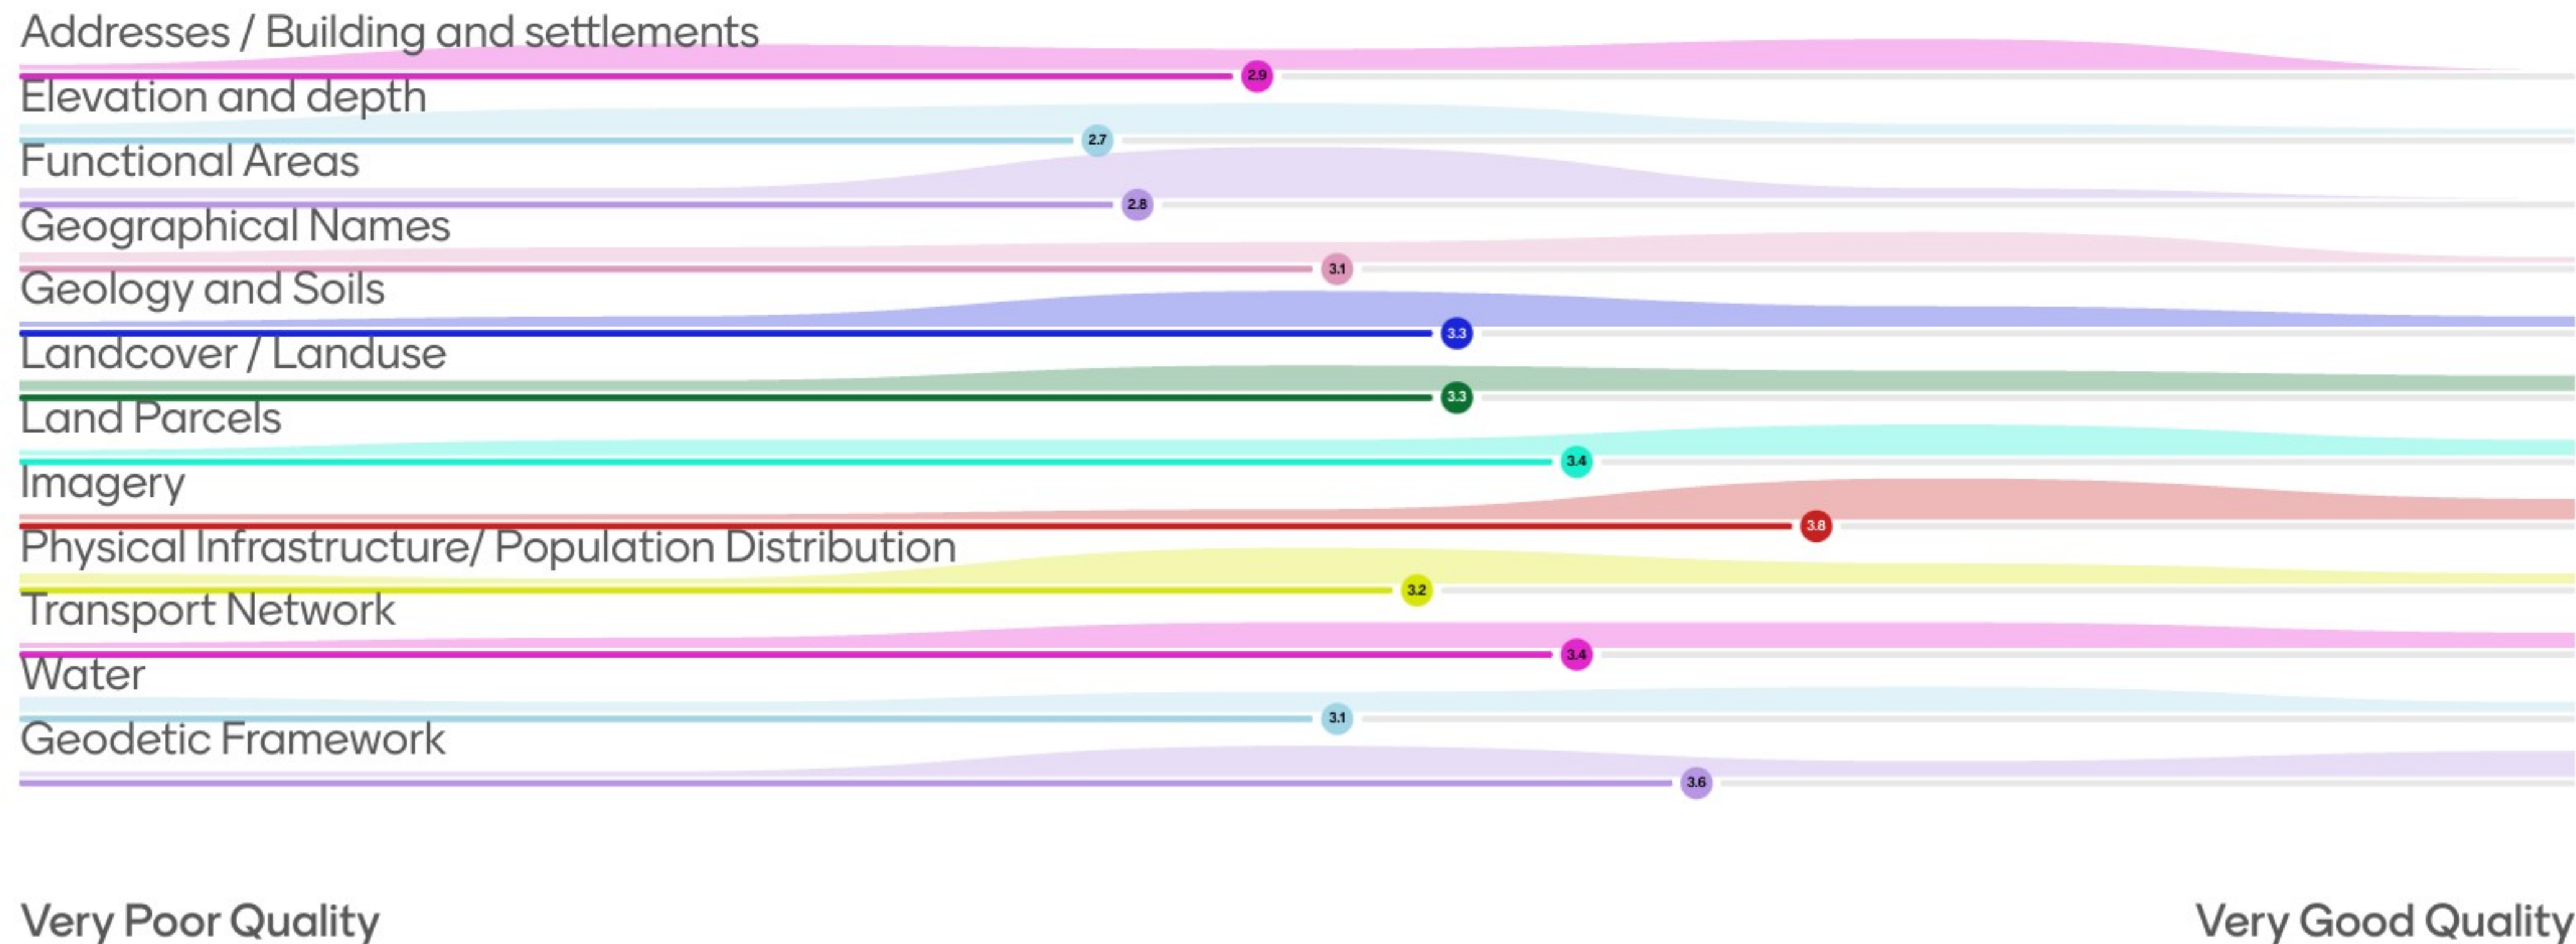 Addresses / Building and settlements
2.9
Elevation and depth
2.7
Functional Areas
2.8
Geographical Names
3.1
Geology and Soils
3.3
Landcover / Landuse
3.3
Land Parcels
3.4
Imagery
3.8
Physical Infrastructure/ Population Distribution
3.2
Transport Network
3.4
Water
3.1
Geodetic Framework
3.6
Very Poor Quality
Very Good Quality